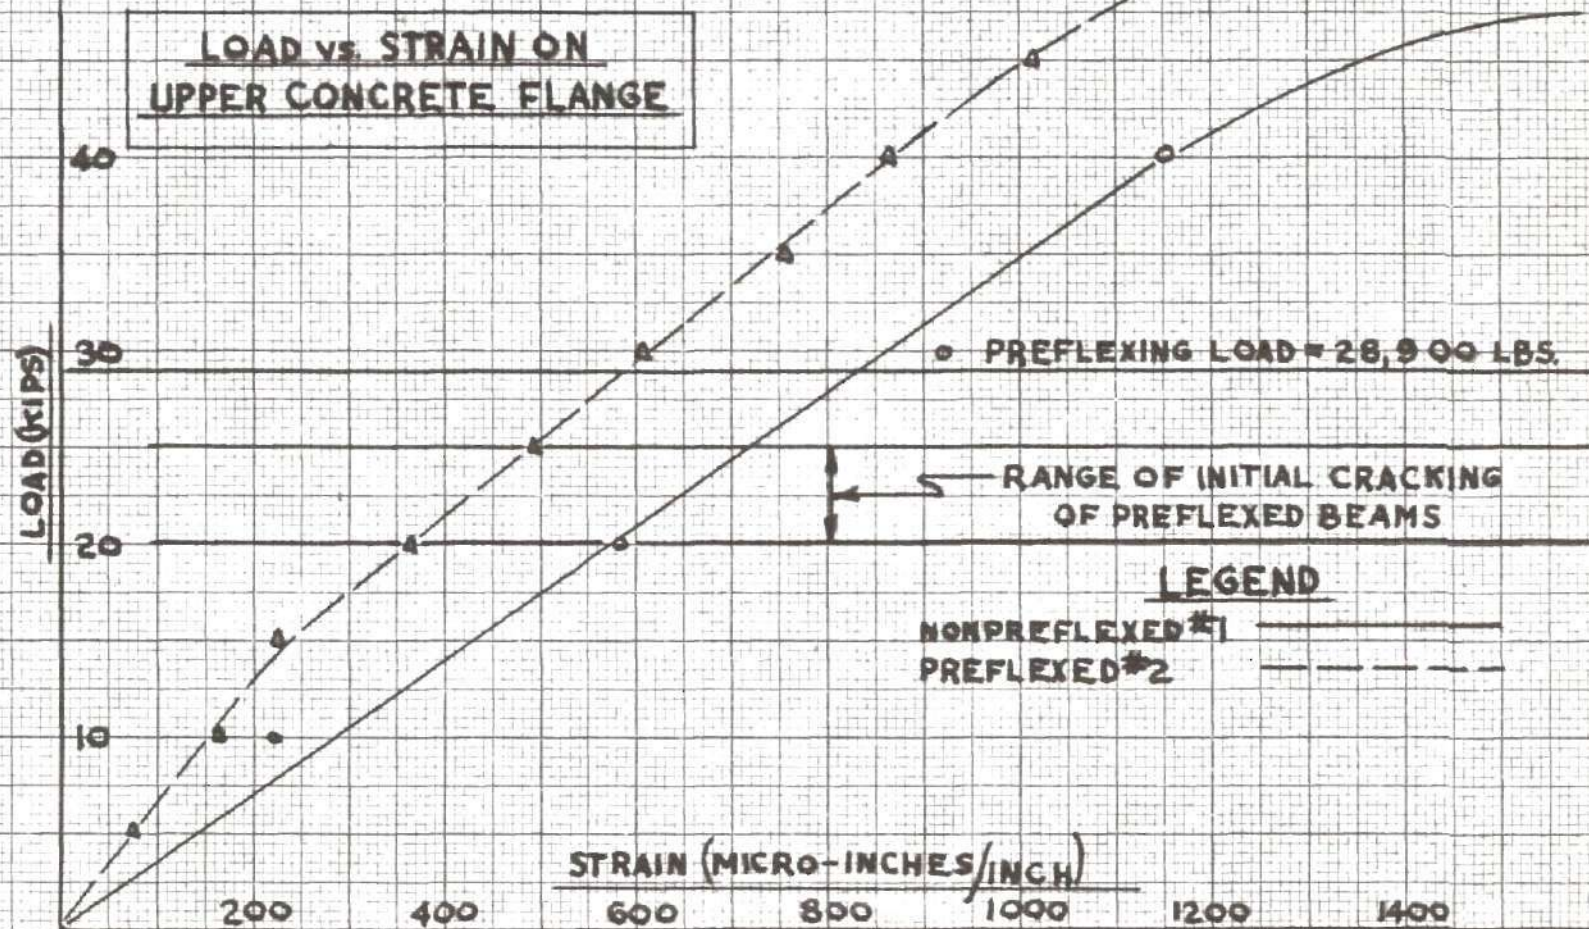 LOAD vs. STRAIN ON
UPPER CONCRETE FLANGE
40
30
PREFLEXING LOAD = 28,900 LBS.
LOAD (KIPS)
RANGE OF INITIAL CRACKING
OF PREFLEXED BEAMS
20
LEGEND
NONPREFLEXED #1
PREFLEXED #2
10
STRAIN (MICRO-INCHES/INCH)
200 400 600 800 1000 1200 1400